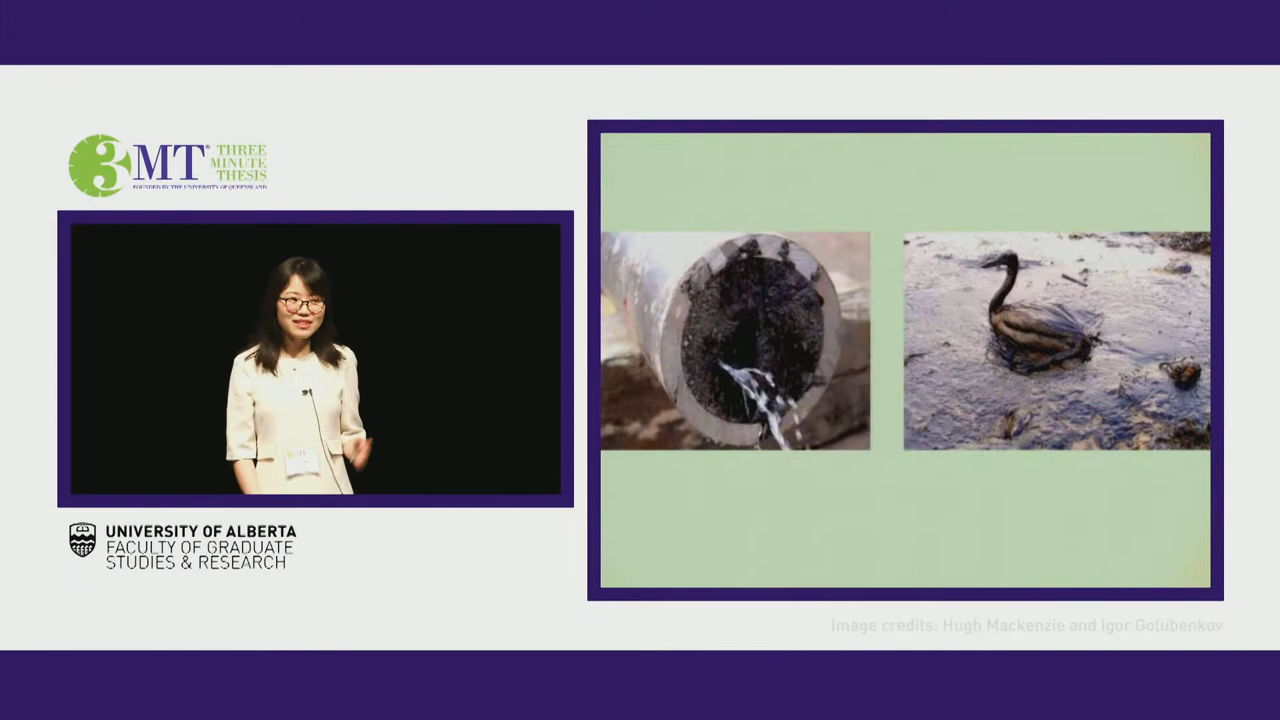 3MT® THREE
MINUTE
THESIS
FOUNDED BY THE UNIVERSITY OF QUEENSLAND
UNIVERSITY OF ALBERTA
FACULTY OF GRADUATE
STUDIES & RESEARCH
Image credits: Hugh Mackenzie and Igor Golubenkov